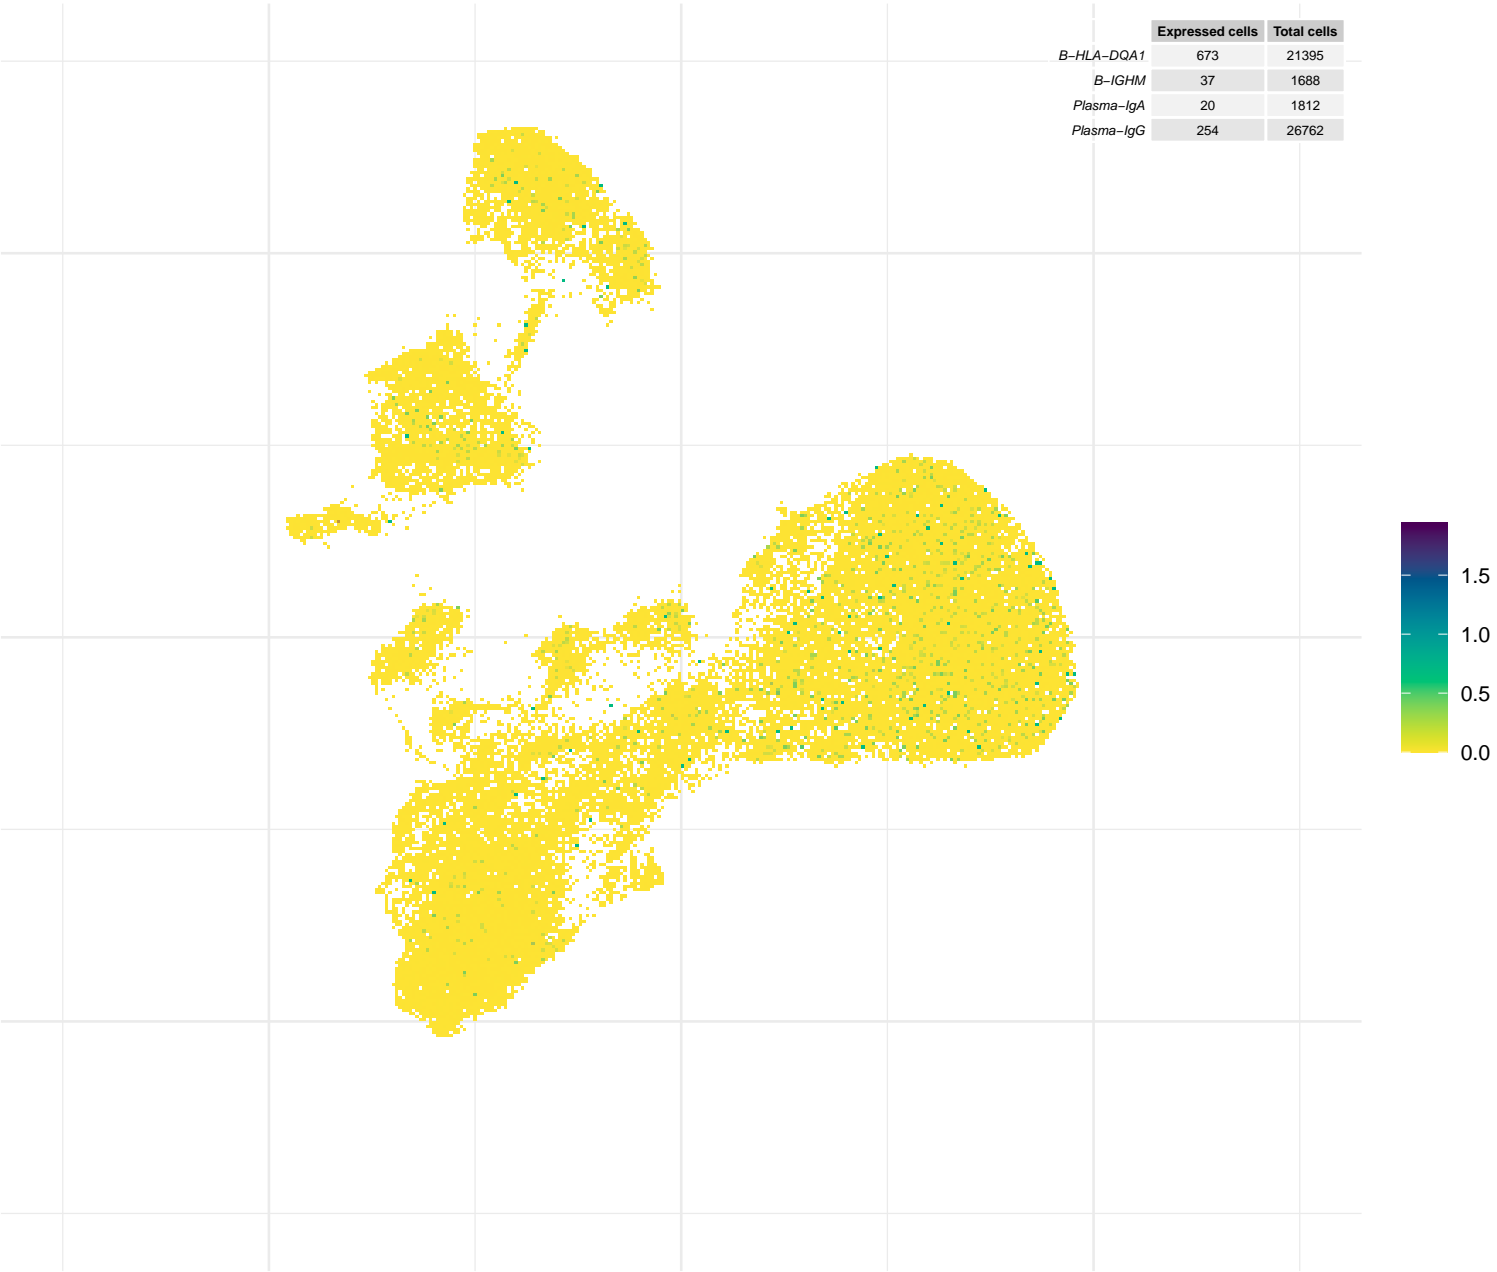 Expressed cells Total cells
B−HLA−DQA1 673 21395
B−IGHM 37 1688
Plasma−IgA 20 1812
Plasma−IgG 254 26762
1.5
1.0
0.5
0.0